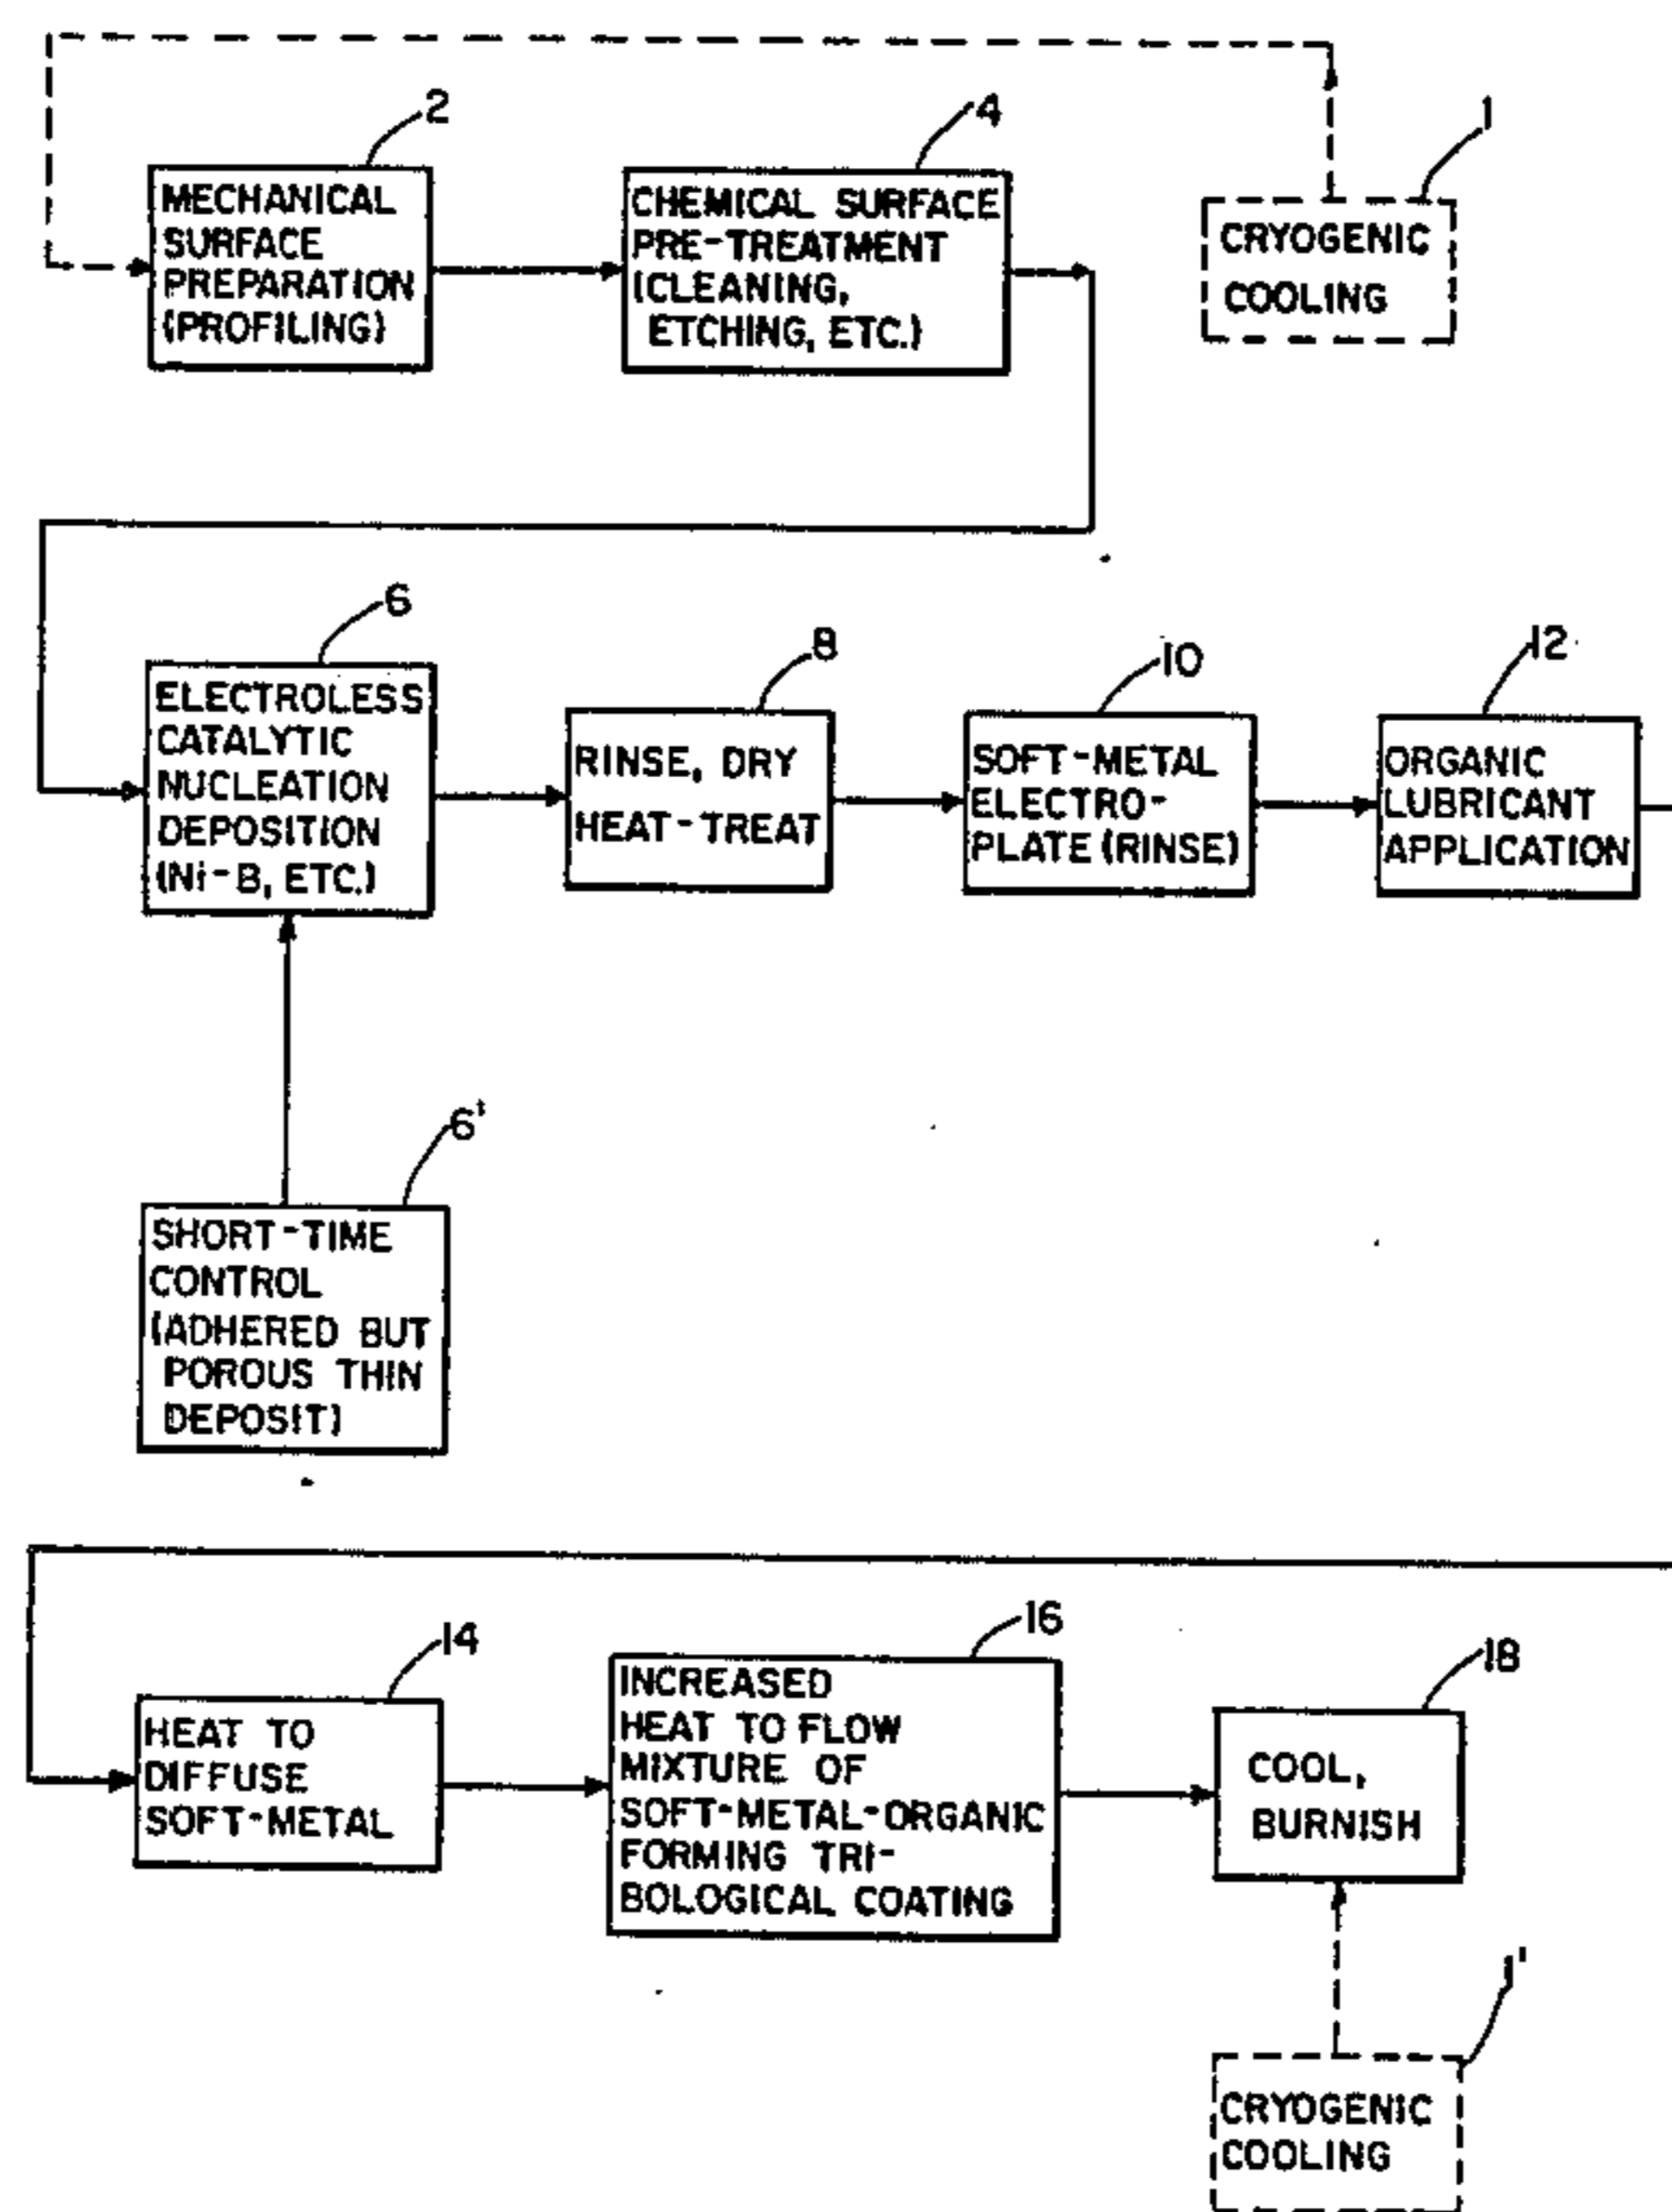 2
MECHANICAL
SURFACE
PREPARATION
(PROFILING)
4
CHEMICAL SURFACE
PRE-TREATMENT
(CLEANING,
ETCHING, ETC.)
1
CRYOGENIC
COOLING
6
ELECTROLESS
CATALYTIC
NUCLEATION
DEPOSITION
(Ni-B, ETC.)
8
RINSE, DRY
HEAT-TREAT
10
SOFT-METAL
ELECTRO-
PLATE (RINSE)
12
ORGANIC
LUBRICANT
APPLICATION
6'
SHORT-TIME
CONTROL
(ADHERED BUT
POROUS THIN
DEPOSIT)
14
HEAT TO
DIFFUSE
SOFT-METAL
16
INCREASED
HEAT TO FLOW
MIXTURE OF
SOFT-METAL-ORGANIC
FORMING TRI-
BOLOGICAL COATING
18
COOL,
BURNISH
1'
CRYOGENIC
COOLING